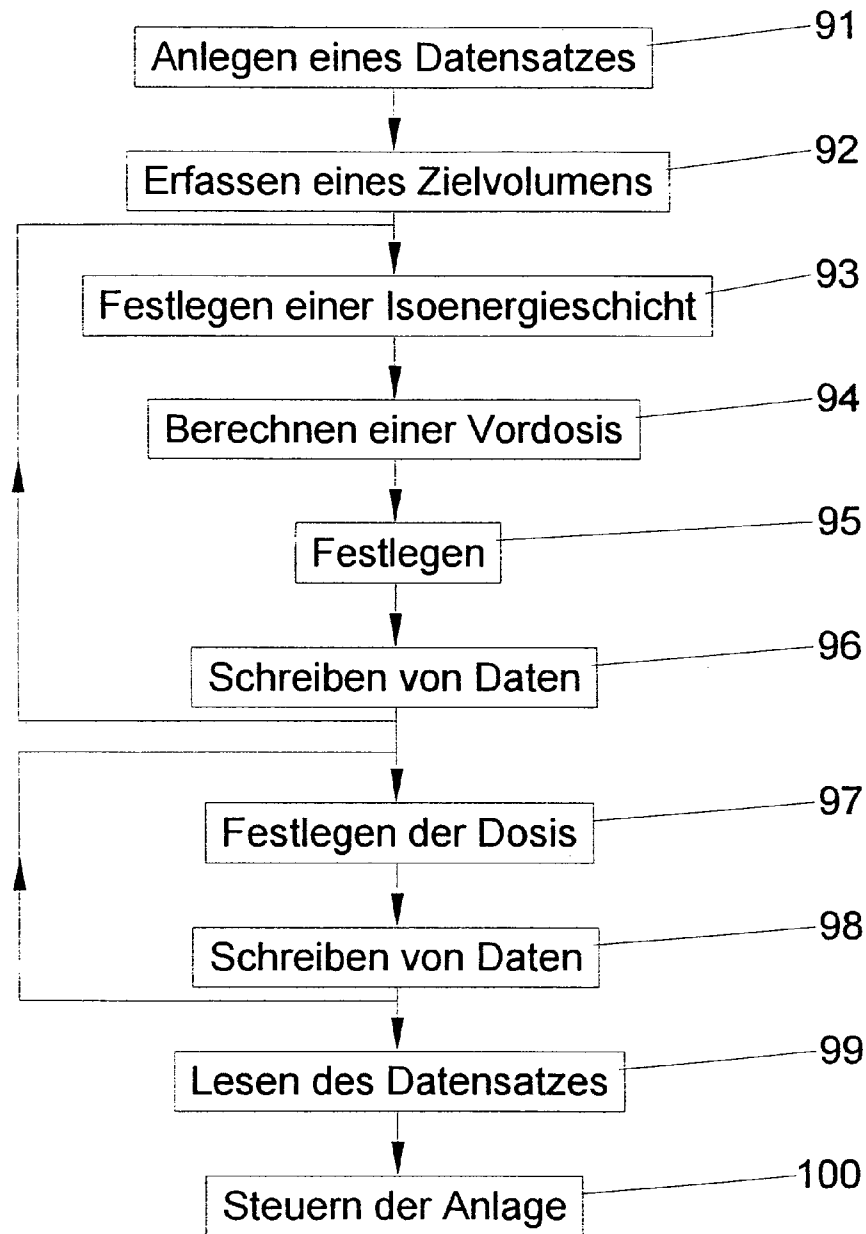 91
Anlegen eines Datensatzes
92
Erfassen eines Zielvolumens
93
Festlegen einer Isoenergieschicht
94
Berechnen einer Vordosis
95
Festlegen
96
Schreiben von Daten
97
Festlegen der Dosis
98
Schreiben von Daten
99
Lesen des Datensatzes
100
Steuern der Anlage